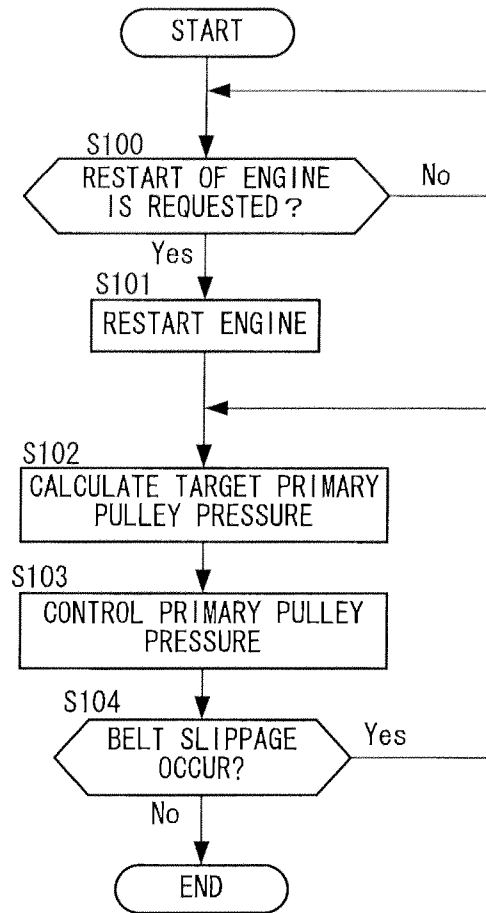 START
S100
RESTART OF ENGINE
IS REQUESTED?
No
Yes
S101
RESTART ENGINE
S102
CALCULATE TARGET PRIMARY
PULLEY PRESSURE
S103
CONTROL PRIMARY PULLEY
PRESSURE
S104
BELT SLIPPAGE
OCCUR?
Yes
No
END